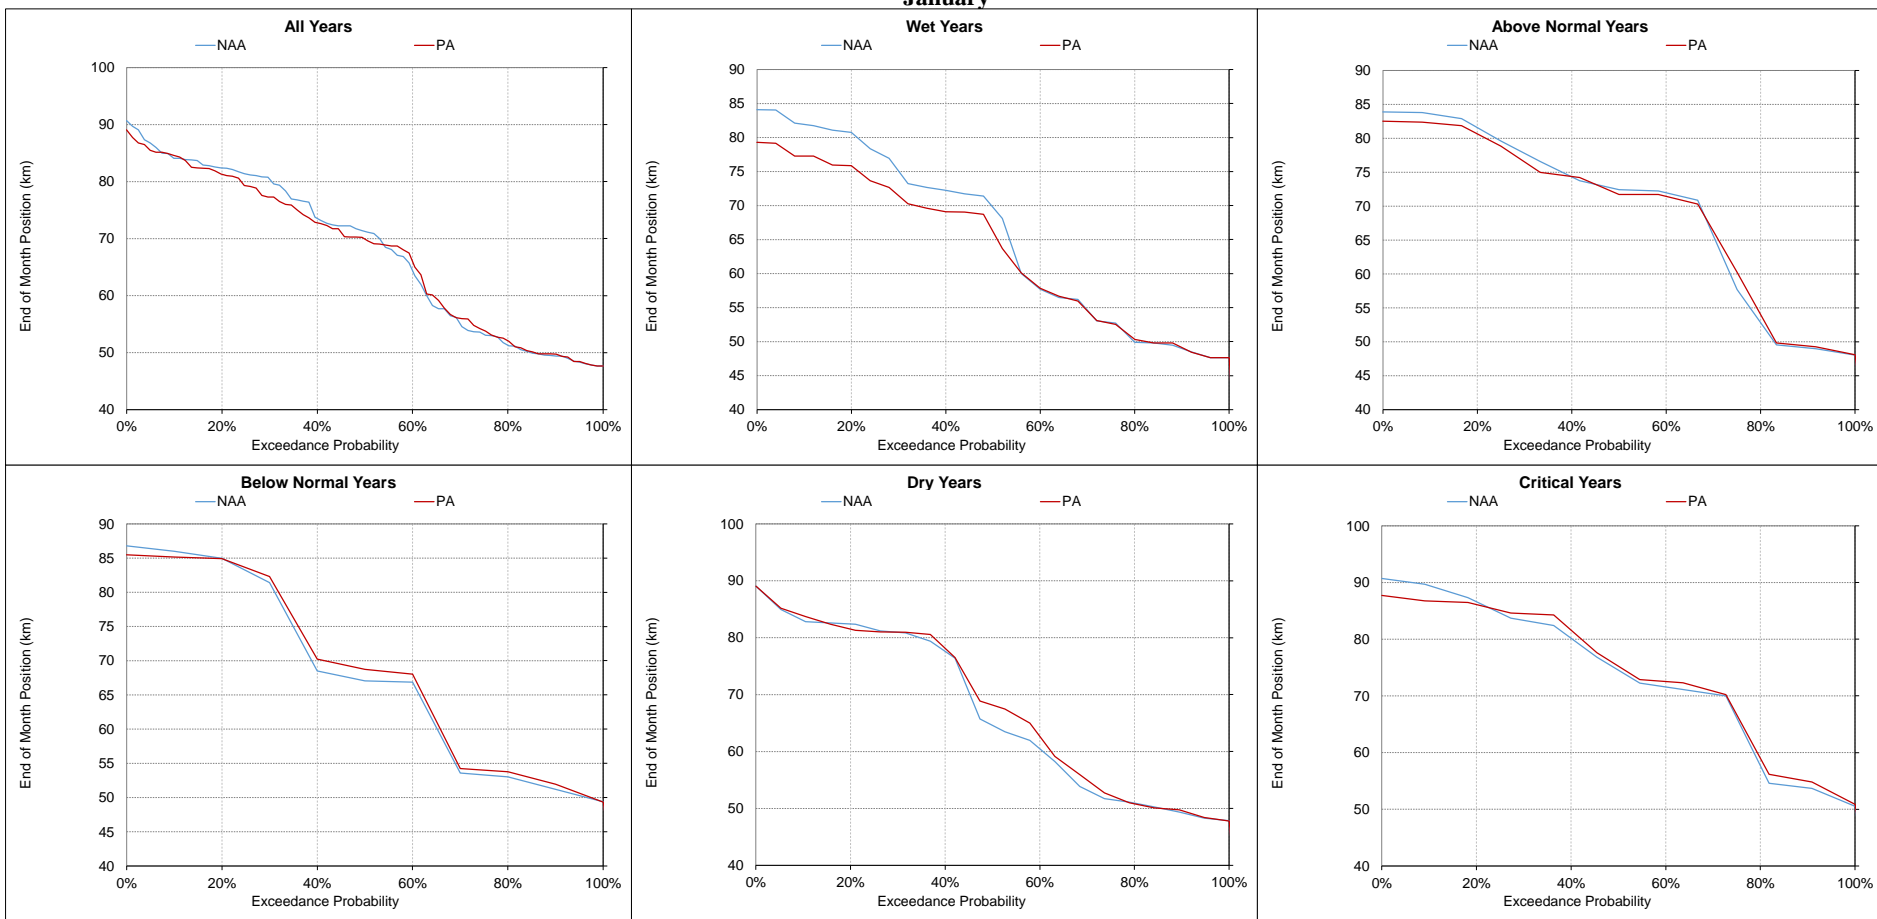 January
All Years
NAA PA
100
90
80
70
60
50
40
0% 20% 40% 60% 80% 100%
End of Month Position (km)
Exceedance Probability
Wet Years
NAA PA
90
85
80
75
70
65
60
55
50
45
40
0% 20% 40% 60% 80% 100%
End of Month Position (km)
Exceedance Probability
Above Normal Years
NAA PA
90
85
80
75
70
65
60
55
50
45
40
0% 20% 40% 60% 80% 100%
End of Month Position (km)
Exceedance Probability
Below Normal Years
NAA PA
90
85
80
75
70
65
60
55
50
45
40
0% 20% 40% 60% 80% 100%
End of Month Position (km)
Exceedance Probability
Dry Years
NAA PA
100
90
80
70
60
50
40
0% 20% 40% 60% 80% 100%
End of Month Position (km)
Exceedance Probability
Critical Years
NAA PA
100
90
80
70
60
50
40
0% 20% 40% 60% 80% 100%
End of Month Position (km)
Exceedance Probability